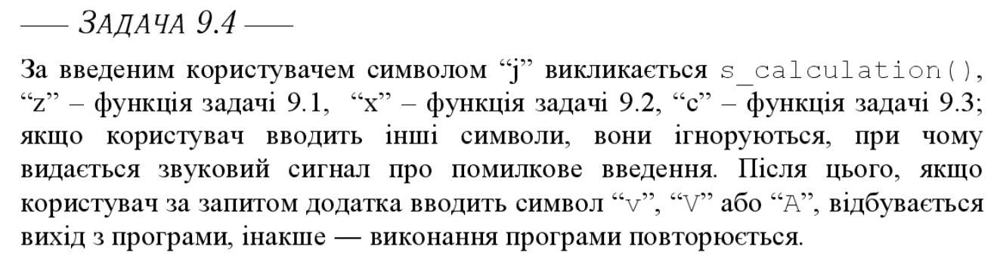 —— ЗАДАЧА 9.4 ——
За введеним користувачем символом “j” викликається s_calculation(),
“z” – функція задачі 9.1, “x” – функція задачі 9.2, “c” – функція задачі 9.3;
якщо користувач вводить інші символи, вони ігноруються, при чому
видається звуковий сигнал про помилкове введення. Після цього, якщо
користувач за запитом додатка вводить символ “v”, “V” або “A”, відбувається
вихід з програми, інакше — виконання програми повторюється.